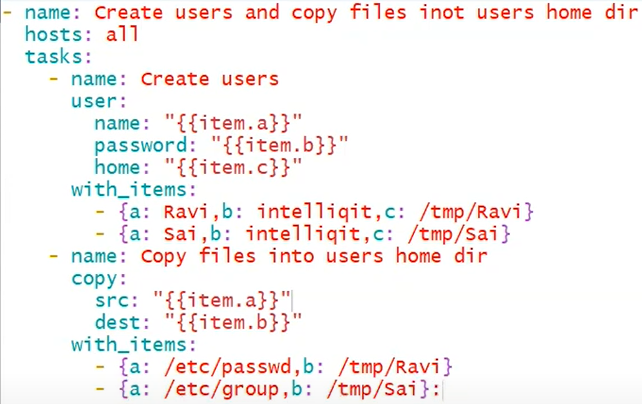 - name: Create users and copy files inot users home dir
  hosts: all
  tasks:
    - name: Create users
      user:
        name: "{{item.a}}"
        password: "{{item.b}}"
        home: "{{item.c}}"
      with_items:
        - {a: Ravi,b: intelliqit,c: /tmp/Ravi}
        - {a: Sai,b: intelliqit,c: /tmp/Sai}
    - name: Copy files into users home dir
      copy:
        src: "{{item.a}}"
        dest: "{{item.b}}"
      with_items:
        - {a: /etc/passwd,b: /tmp/Ravi}
        - {a: /etc/group,b: /tmp/Sai}: